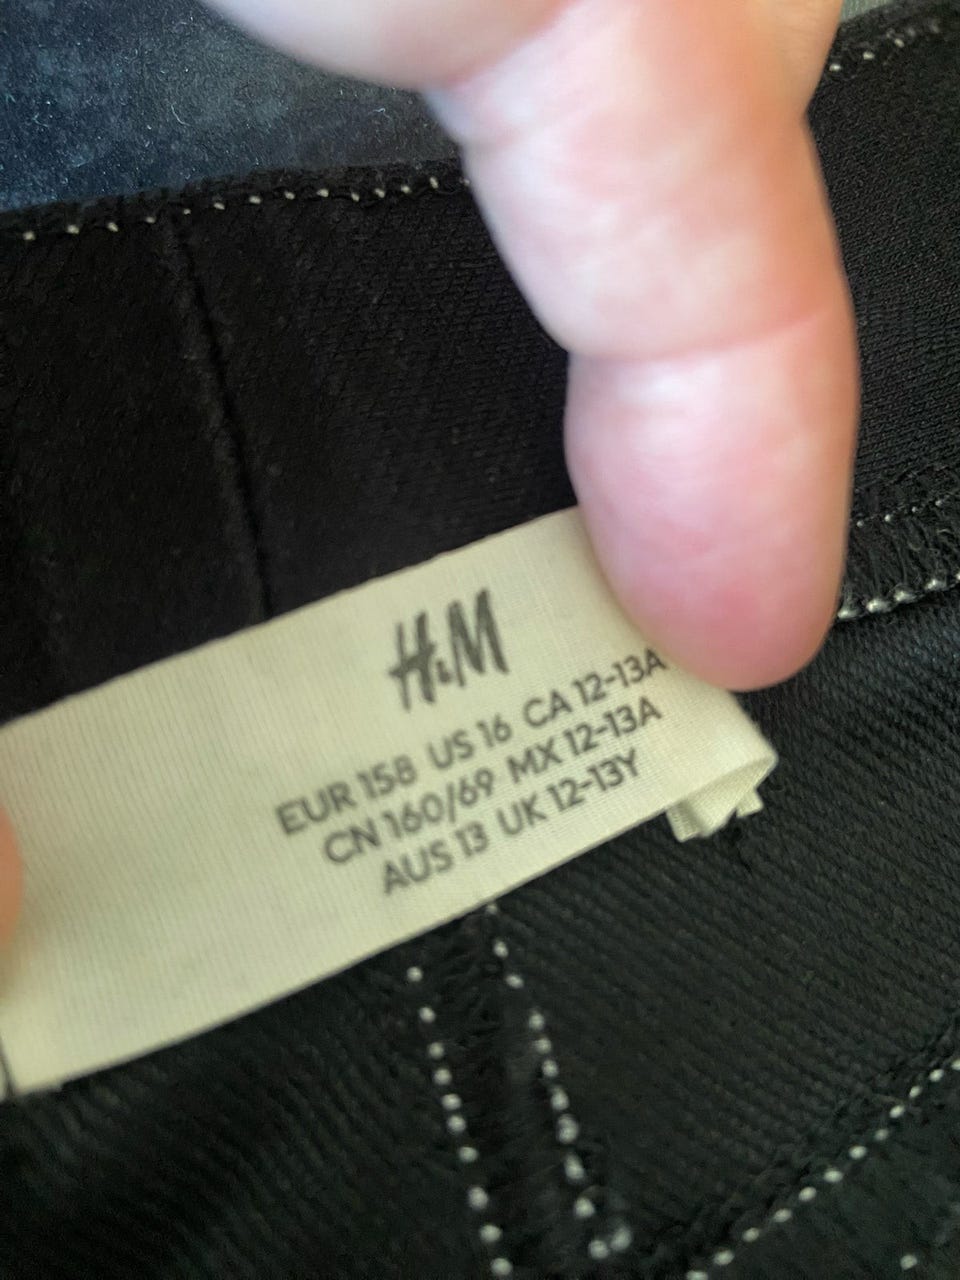 H&M
EUR 158 US 16 CA 12-13A
CN 160/69 MX 12-13A
AUS 13 UK 12-13Y